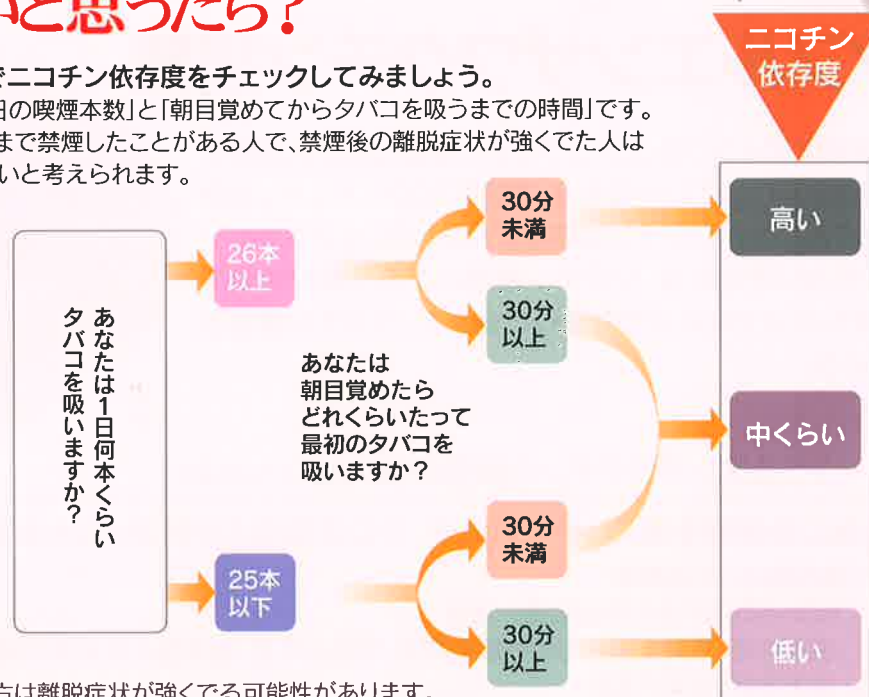 いと思ったら？
でニコチン依存度をチェックしてみましょう。
日の喫煙本数」と「朝目覚めてからタバコを吸うまでの時間」です。
まで禁煙したことがある人で、禁煙後の離脱症状が強くでた人は
いと考えられます。
ニコチン
依存度
あなたは1日何本くらい
タバコを吸いますか？
26本
以上
25本
以下
あなたは
朝目覚めたら
どれくらいたって
最初のタバコを
吸いますか？
30分
未満
30分
以上
30分
未満
30分
以上
高い
中くらい
低い
方は離脱症状が強くでる可能性があります。